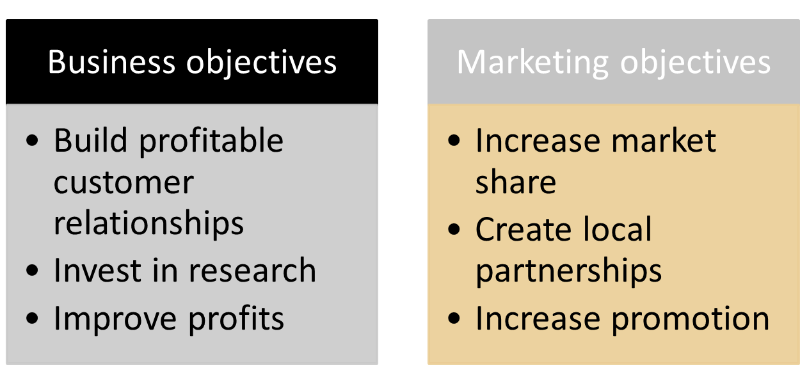 Business objectives
• Build profitable
customer
relationships
• Invest in research
• Improve profits
Marketing objectives
• Increase market
share
• Create local
partnerships
• Increase promotion